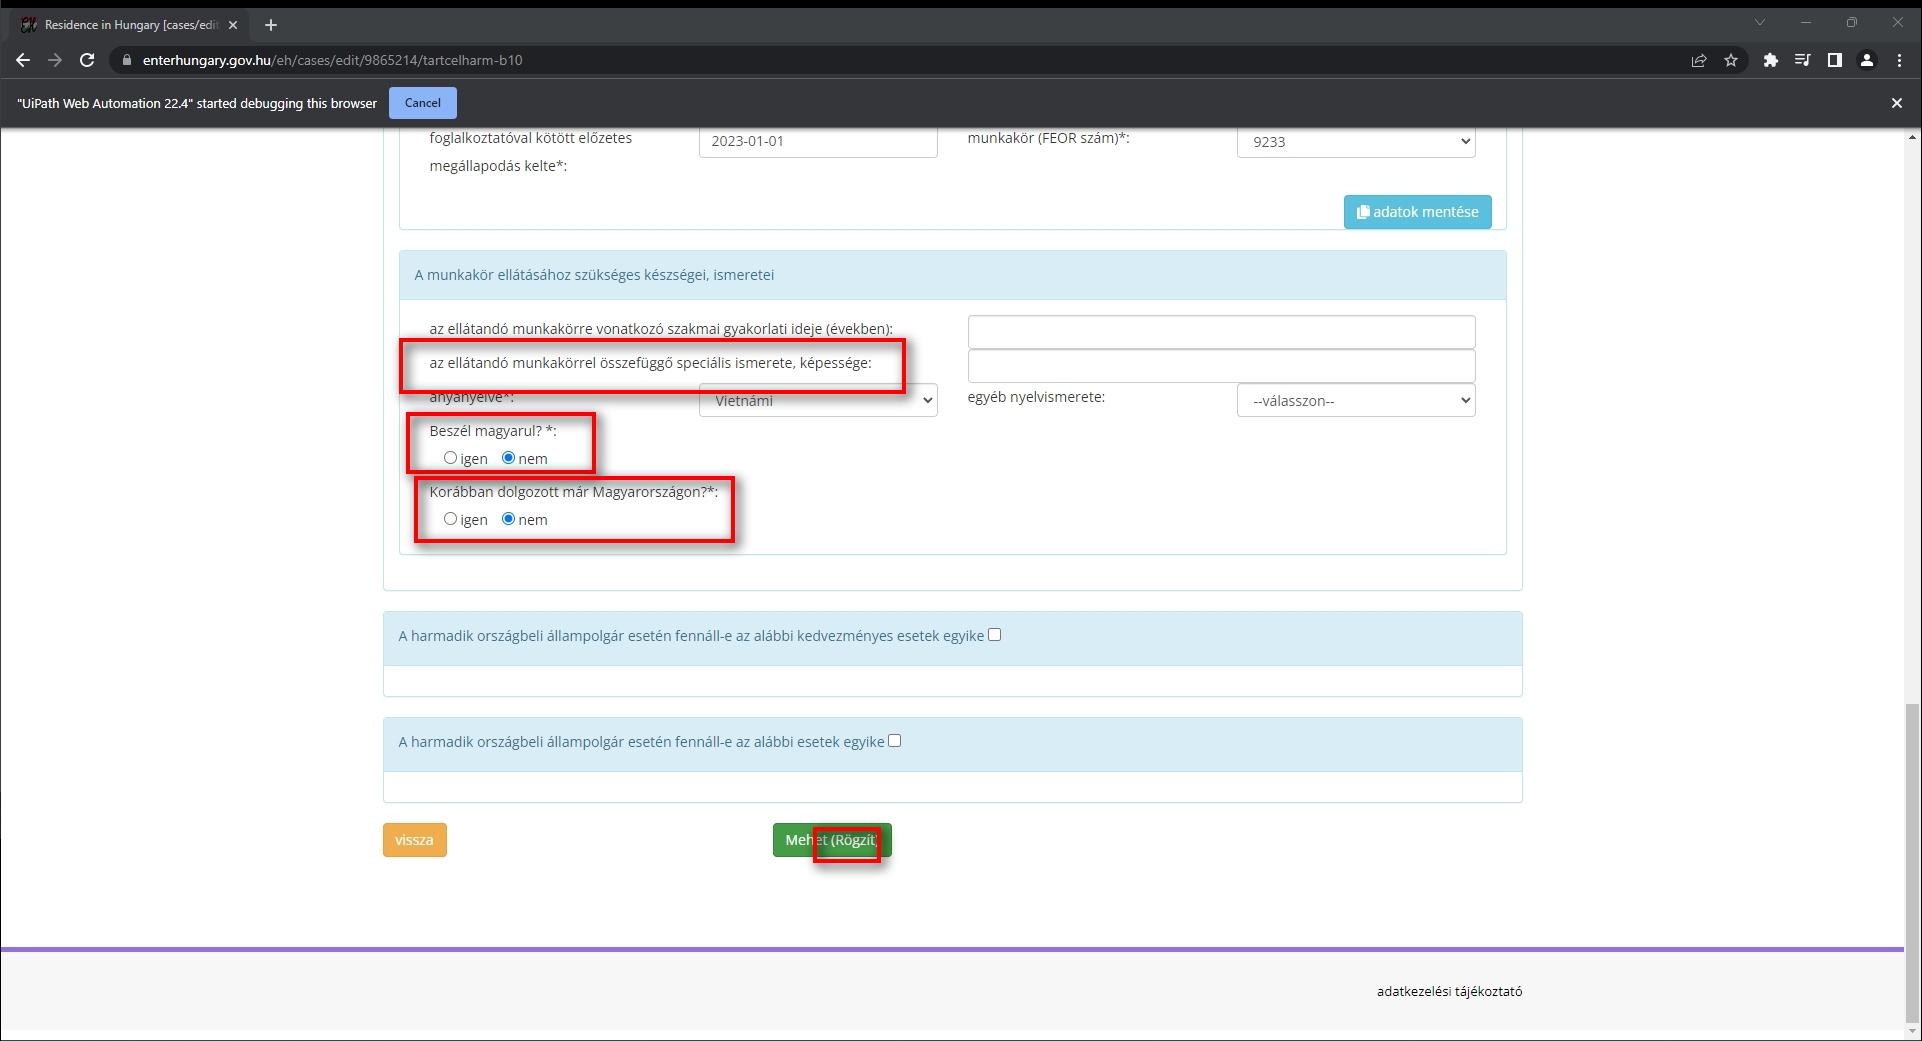 Residence in Hungary [cases/edit
enterhungary.gov.hu/eh/cases/edit/9865214/tartcelharm-b10
"UiPath Web Automation 22.4" started debugging this browser Cancel
foglalkoztatóval kötött előzetes 2023-01-01 munkakör (FEOR szám)*: 9233
megállapodás kelte*:
adatok mentése
A munkakör ellátásához szükséges készségei, ismeretei
az ellátandó munkakörre vonatkozó szakmai gyakorlati ideje (években):
az ellátandó munkakörrel összefüggő speciális ismerete, képessége:
anyanyelve*: Vietnámi egyéb nyelvismerete: --válasszon--
Beszél magyarul? *:
igen nem
Korábban dolgozott már Magyarországon?*:
igen nem
A harmadik országbeli állampolgár esetén fennáll-e az alábbi kedvezményes esetek egyike
A harmadik országbeli állampolgár esetén fennáll-e az alábbi esetek egyike
vissza Mehet (Rögzít)
adatkezelési tájékoztató